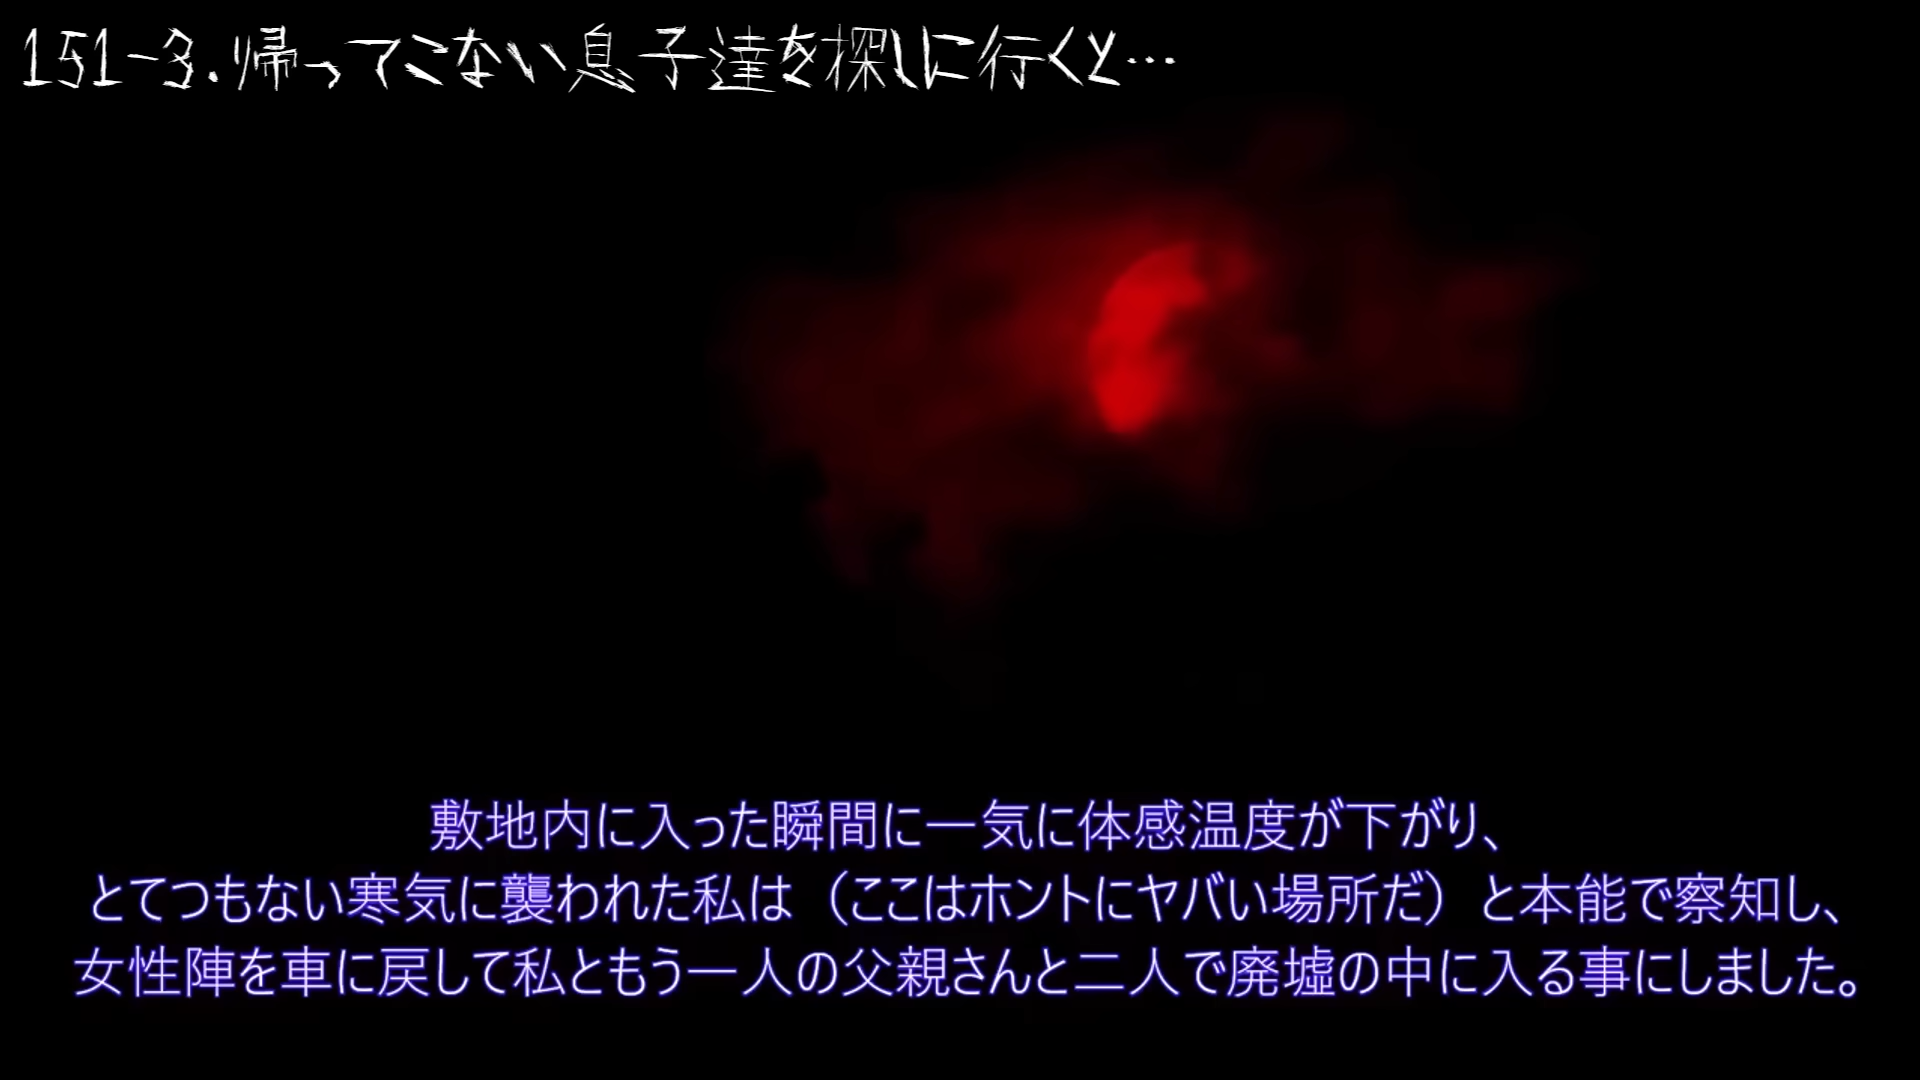 151-3.帰ってこない息子達を探しに行くと…
敷地内に入った瞬間に一気に体感温度が下がり、
とてつもない寒気に襲われた私は（ここはホントにヤバい場所だ）と本能で察知し、
女性陣を車に戻して私ともう一人の父親さんと二人で廃墟の中に入る事にしました。